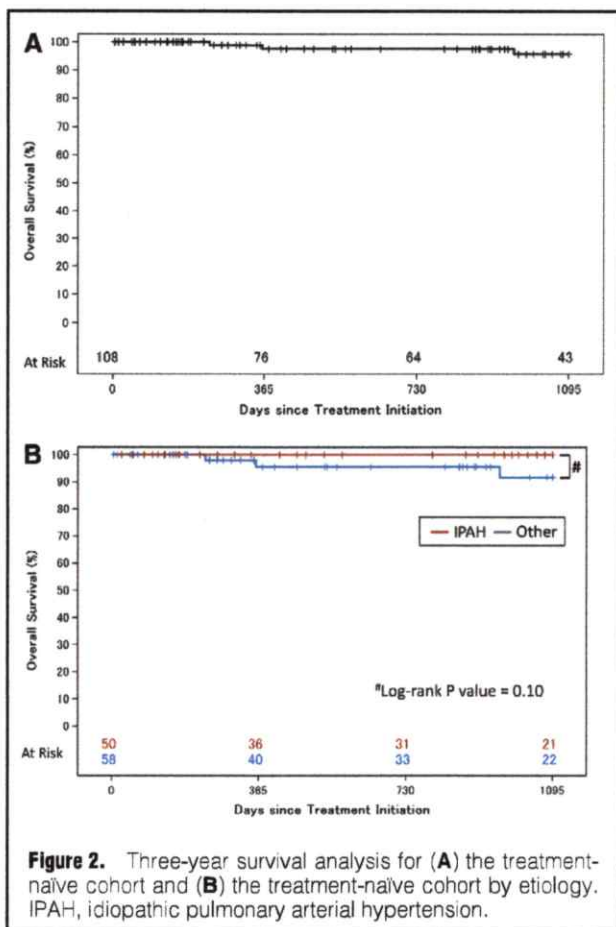 A
100
90
80
70
60
50
40
30
20
10
0
Overall Survival (%)
At Risk 108 76 64 43
0 365 730 1095
Days since Treatment Initiation
B
100
90
80
70
60
50
40
30
20
10
0
Overall Survival (%)
#
IPAH Other
#Log-rank P value = 0.10
50 36 31 21
At Risk
58 40 33 22
0 365 730 1095
Days since Treatment Initiation
Figure 2. Three-year survival analysis for (A) the treatment-
naïve cohort and (B) the treatment-naïve cohort by etiology.
IPAH, idiopathic pulmonary arterial hypertension.